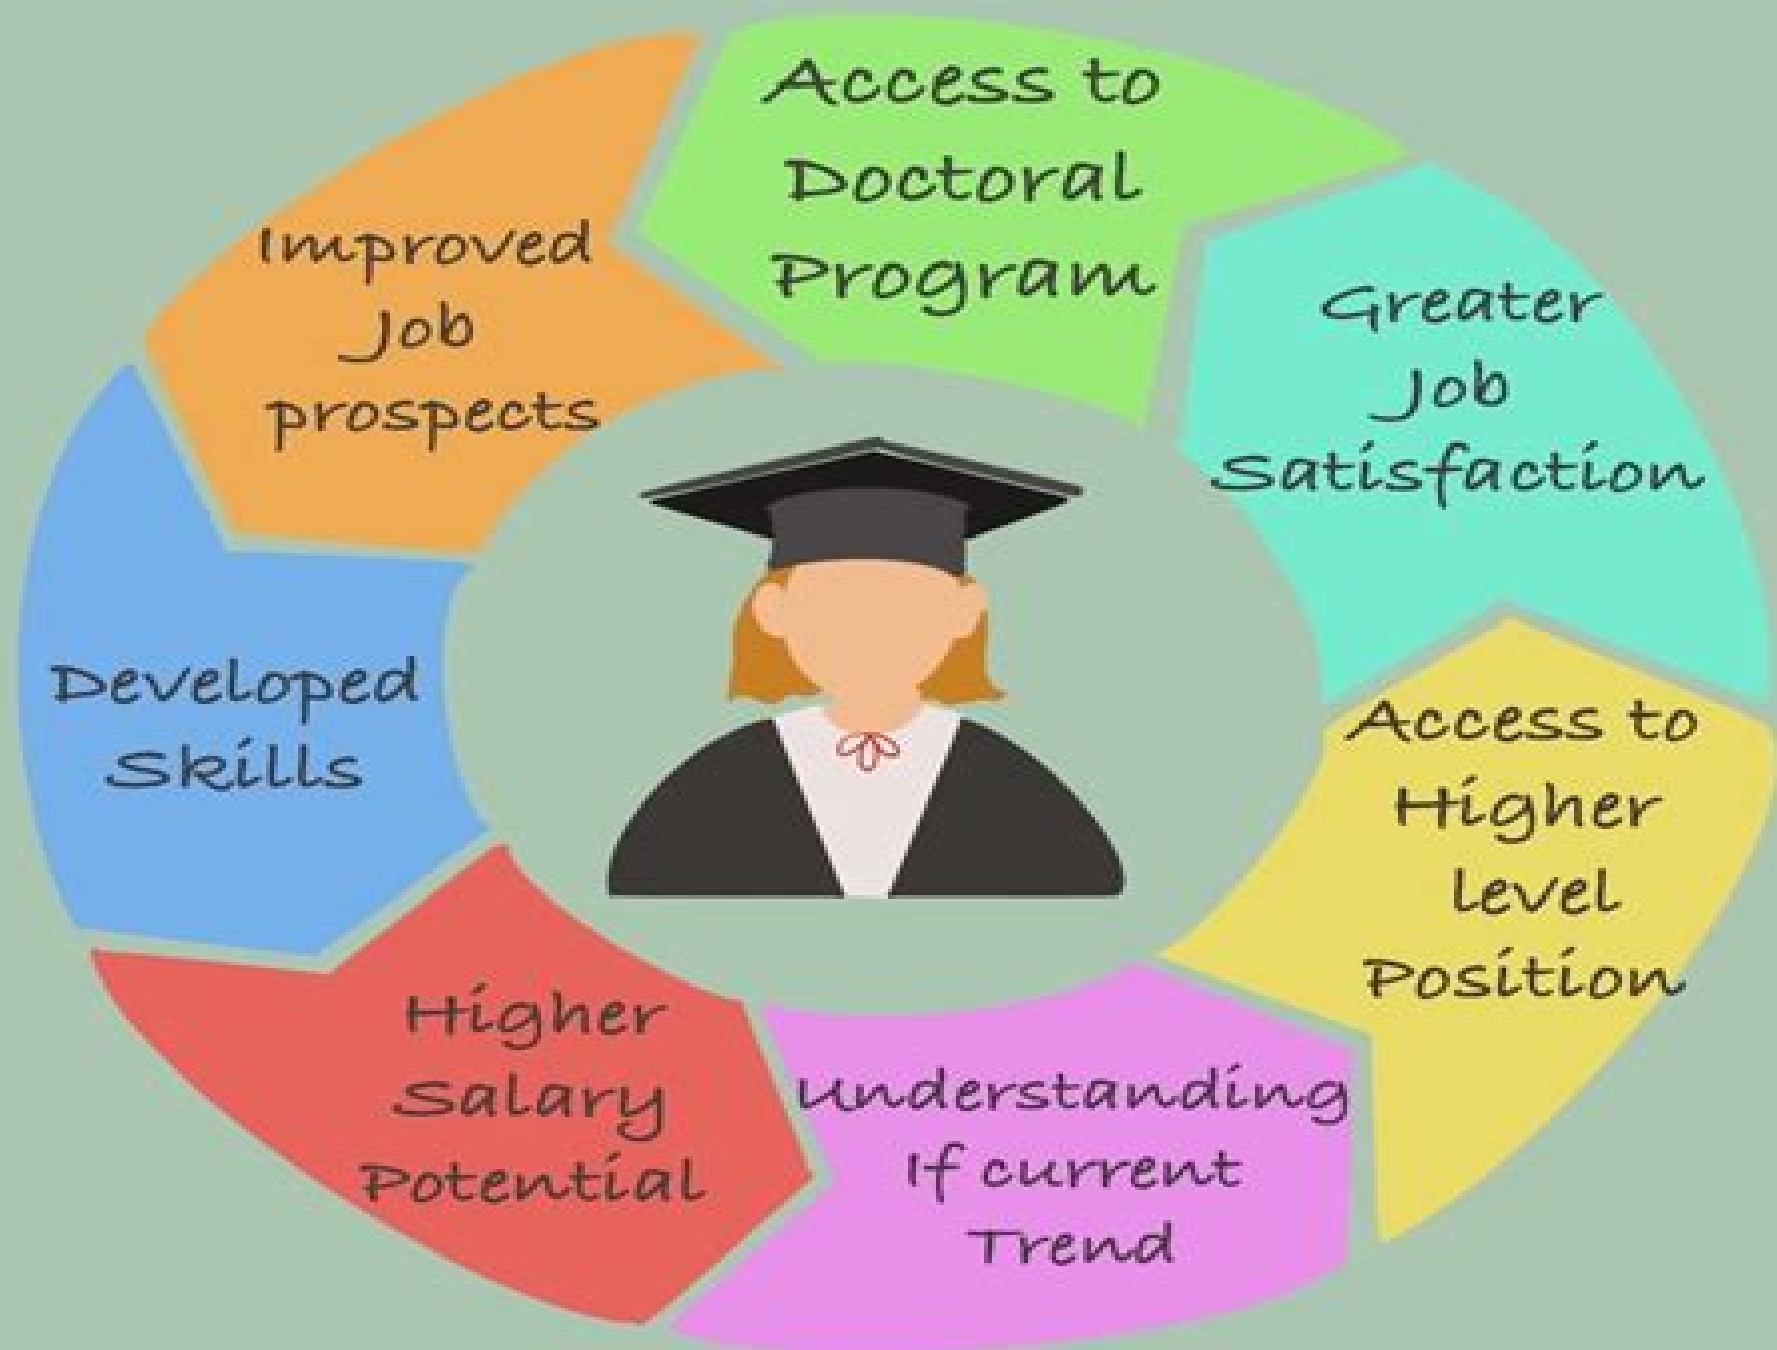 Access to
Doctoral
Program
Greater
Job
Satisfaction
Access to
Higher
level
Position
Understanding
If current
Trend
Higher
Salary
Potential
Developed
Skills
Improved
Job
prospects